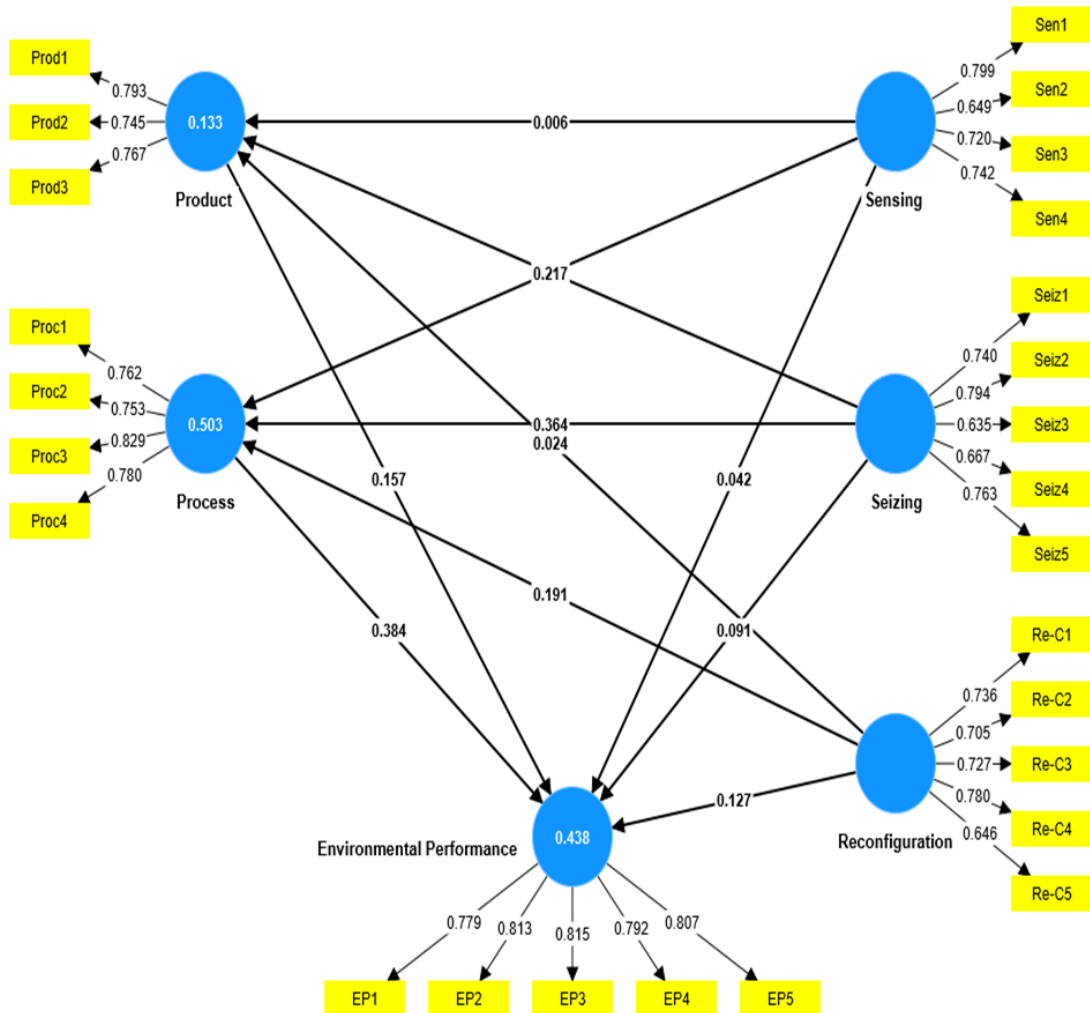 Prod1
Prod2
Prod3
0.793
0.745
0.767
0.133
Product
Sen1
Sen2
Sen3
Sen4
0.799
0.649
0.720
0.742
Sensing
0.006
0.217
Proc1
Proc2
Proc3
Proc4
0.762
0.753
0.829
0.780
0.503
Process
Seiz1
Seiz2
Seiz3
Seiz4
Seiz5
0.740
0.794
0.635
0.667
0.763
Seizing
0.364
0.024
0.157
0.042
0.191
0.384
0.091
0.127
Re-C1
Re-C2
Re-C3
Re-C4
Re-C5
0.736
0.705
0.727
0.780
0.646
Reconfiguration
0.438
Environmental Performance
0.779
0.813
0.815
0.792
0.807
EP1
EP2
EP3
EP4
EP5